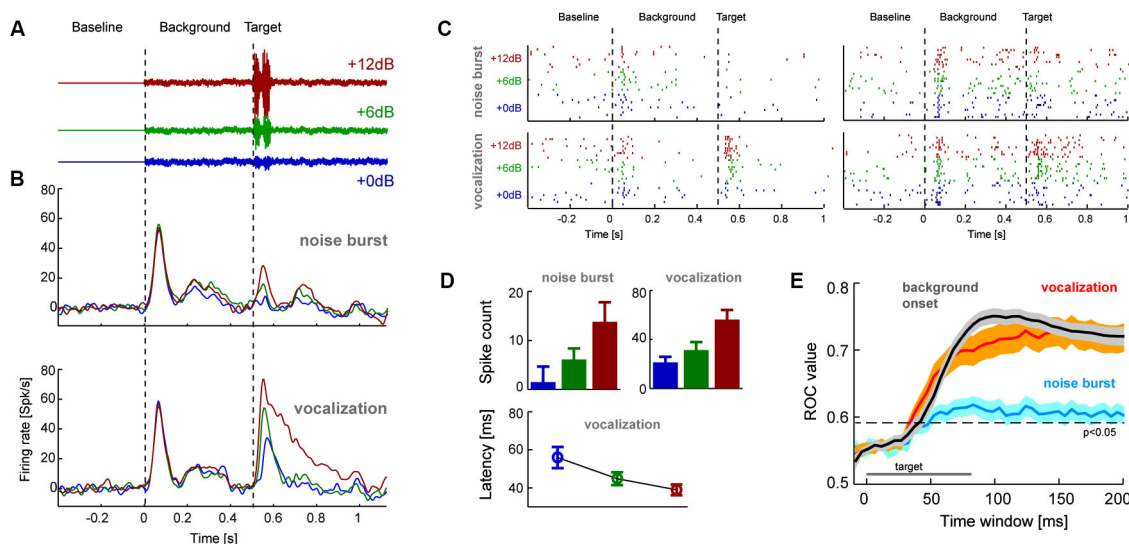 A
Baseline
Background
Target
+12dB
+6dB
+0dB
B
80
60
40
20
0
noise burst
80
60
40
20
0
vocalization
Firing rate [Spk/s]
-0.2
0
0.2
0.4
0.6
0.8
1
Time [s]
C
Baseline
Background
Target
Baseline
Background
Target
noise burst
+12dB
+6dB
+0dB
vocalization
+12dB
+6dB
+0dB
-0.2
0
0.2
0.4
0.6
0.8
1
-0.2
0
0.2
0.4
0.6
0.8
1
Time [s]
Time [s]
D
noise burst
vocalization
Spike count
20
10
0
80
40
0
Latency [ms]
80
60
40
vocalization
E
background
onset
vocalization
noise burst
p<0.05
target
ROC value
0.8
0.7
0.6
0.5
0
50
100
150
200
Time window [ms]